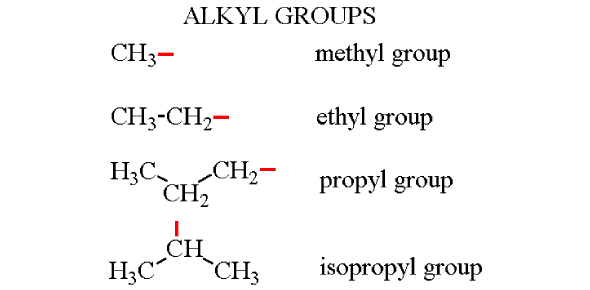 ALKYL GROUPS
CH3– methyl group
CH3-CH2– ethyl group
H3C CH2– propyl group
CH2
CH
H3C CH3 isopropyl group